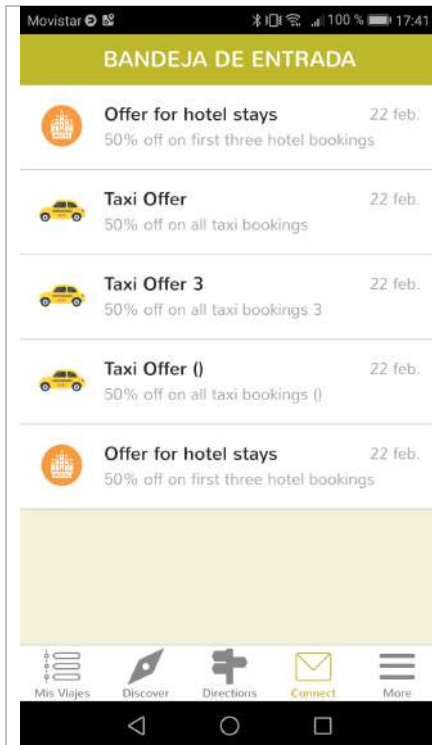 Movistar 100 % 17:41
BANDEJA DE ENTRADA
Offer for hotel stays 22 feb.
50% off on first three hotel bookings
Taxi Offer 22 feb.
50% off on all taxi bookings
Taxi Offer 3 22 feb.
50% off on all taxi bookings 3
Taxi Offer () 22 feb.
50% off on all taxi bookings ()
Offer for hotel stays 22 feb.
50% off on first three hotel bookings
Mis Viajes Discover Directions Connect More